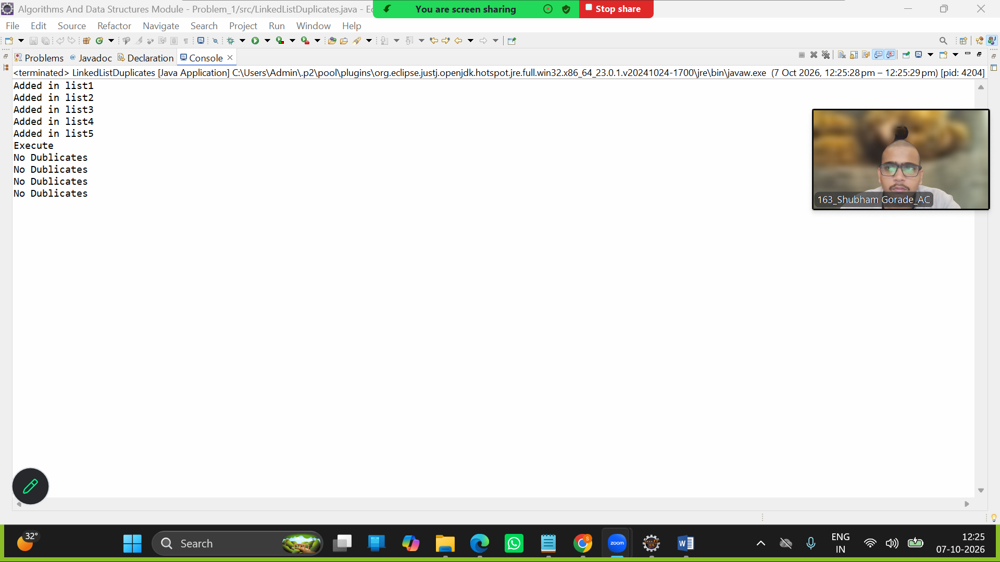 Algorithms And Data Structures Module - Problem_1/src/LinkedListDuplicates.java - Ec
You are screen sharing
Stop share
File Edit Source Refactor Navigate Search Project Run Window Help
Problems @ Javadoc Declaration Console
<terminated> LinkedListDuplicates [Java Application] C:\Users\Admin\.p2\pool\plugins\org.eclipse.justj.openjdk.hotspot.jre.full.win32.x86_64_23.0.1.v20241024-1700\jre\bin\javaw.exe (7 Oct 2026, 12:25:28 pm – 12:25:29 pm) [pid: 4204]
Added in list1
Added in list2
Added in list3
Added in list4
Added in list5
Execute
No Dublicates
No Dublicates
No Dublicates
No Dublicates
163_Shubham Gorade_AC
32°
Search
zoom
ENG
IN
12:25
07-10-2026